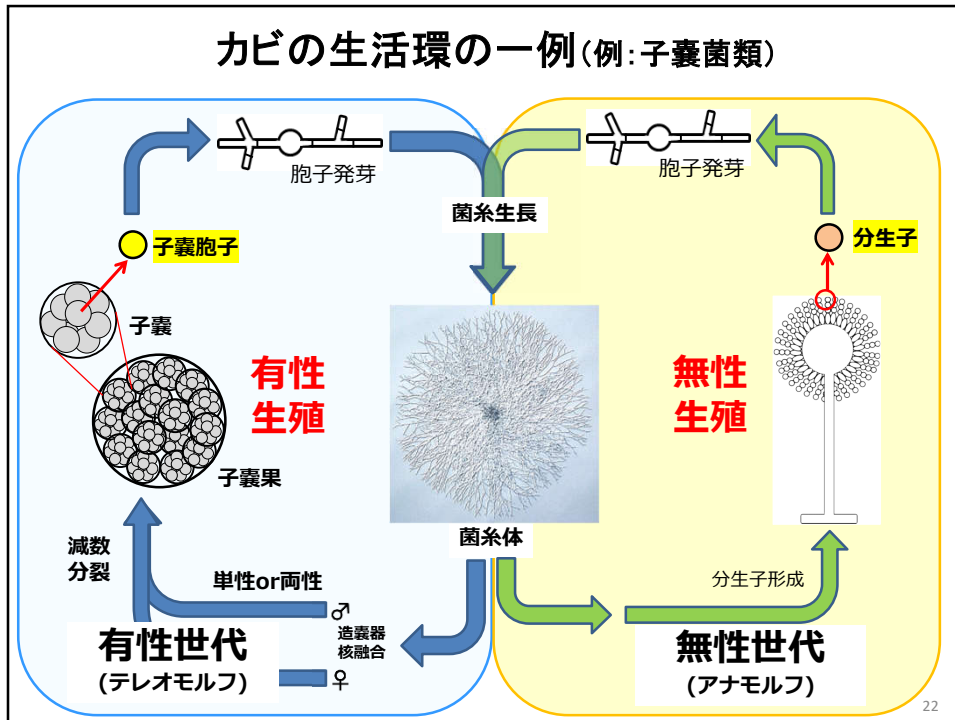 カビの生活環の一例(例:子嚢菌類)
胞子発芽
胞子発芽
菌糸生長
子嚢胞子
分生子
子嚢
有性
生殖
無性
生殖
子嚢果
菌糸体
減数
分裂
単性or両性
分生子形成
♂
造嚢器
核融合
♀
有性世代
(テレオモルフ)
無性世代
(アナモルフ)
22